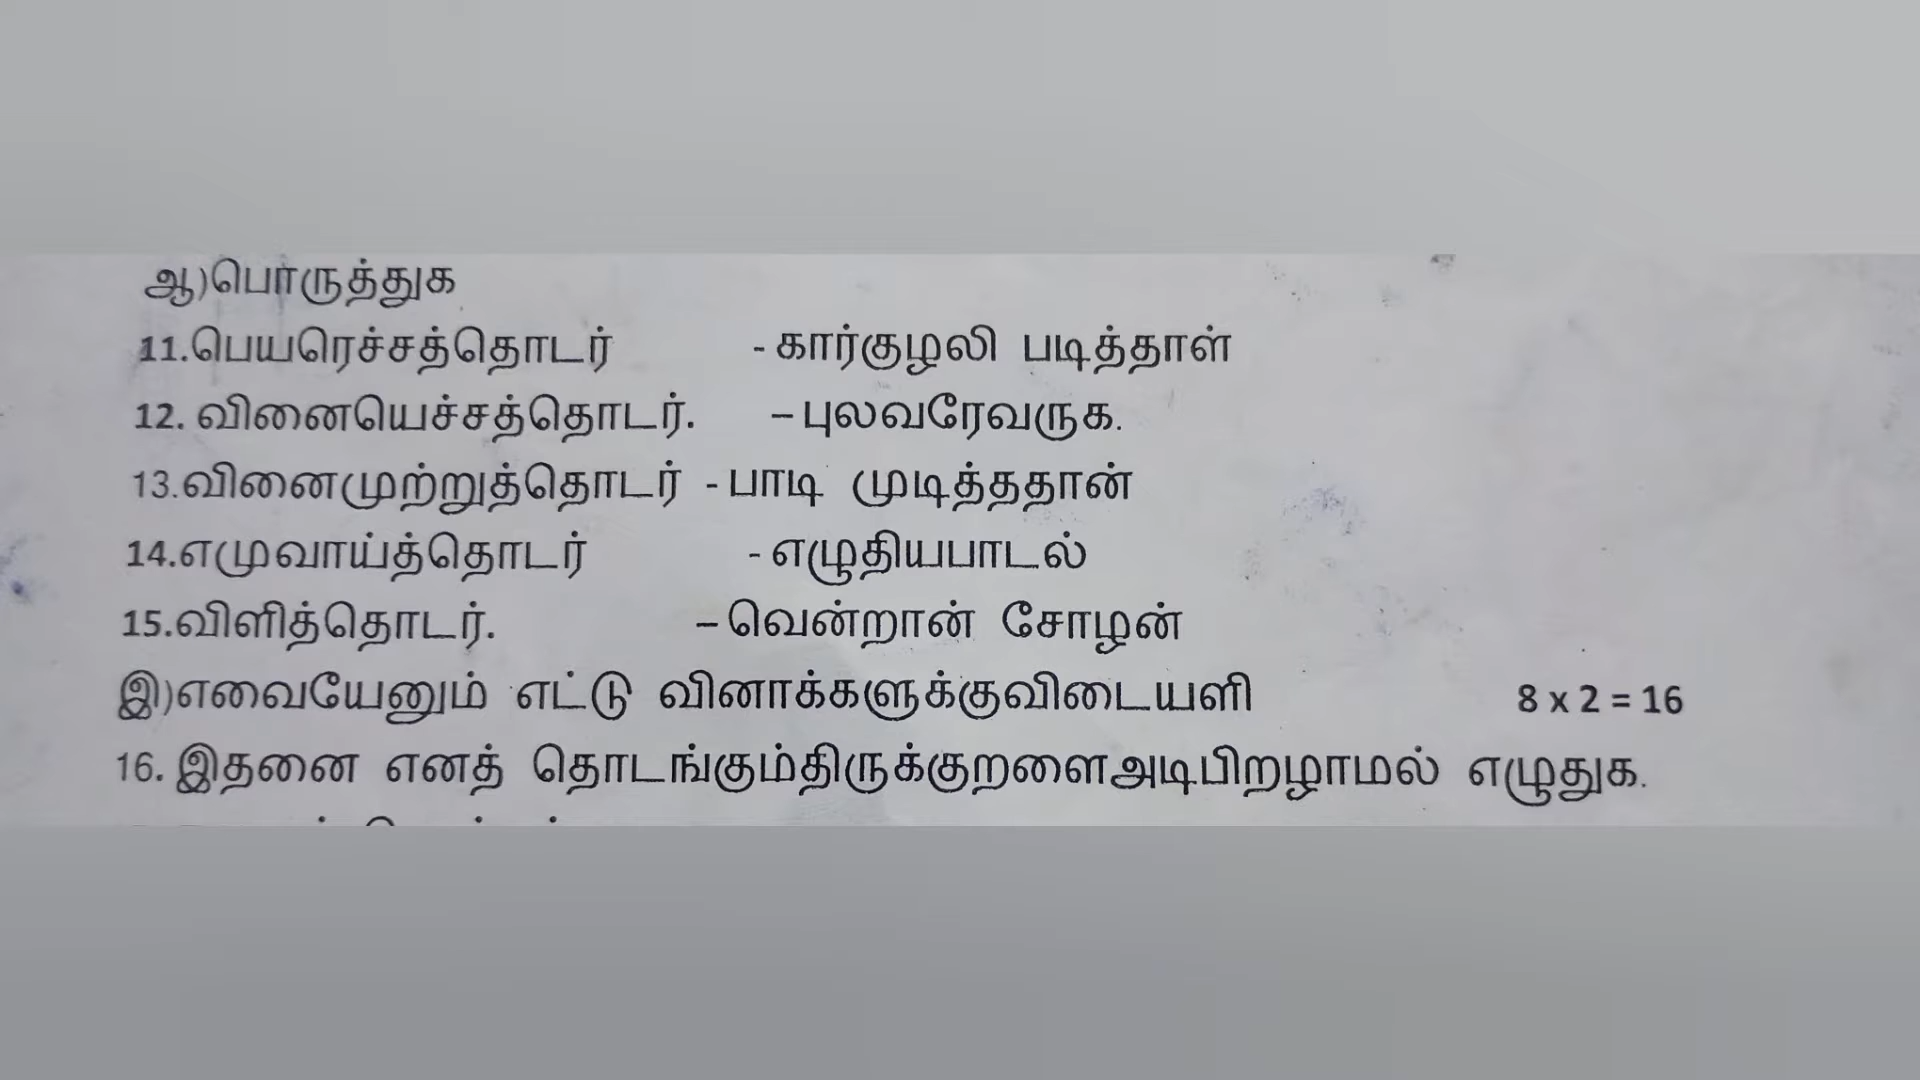 ஆ)பொருத்துக
11.பெயரெச்சத்தொடர் - கார்குழலி படித்தாள்
12. வினையெச்சத்தொடர். – புலவரேவருக.
13.வினைமுற்றுத்தொடர் - பாடி முடித்ததான்
14.எமுவாய்த்தொடர் - எழுதியபாடல்
15.விளித்தொடர். – வென்றான் சோழன்
இ)எவையேனும் எட்டு வினாக்களுக்குவிடையளி 8 x 2 = 16
16. இதனை எனத் தொடங்கும்திருக்குறளைஅடிபிறழாமல் எழுதுக.